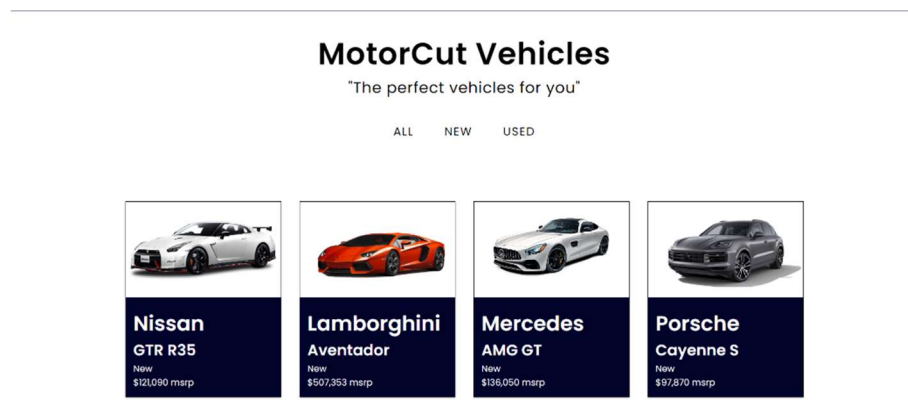 MotorCut Vehicles
"The perfect vehicles for you"
ALL NEW USED
Nissan
GTR R35
New
$121,090 msrp
Lamborghini
Aventador
New
$507,353 msrp
Mercedes
AMG GT
New
$136,050 msrp
Porsche
Cayenne S
New
$97,870 msrp